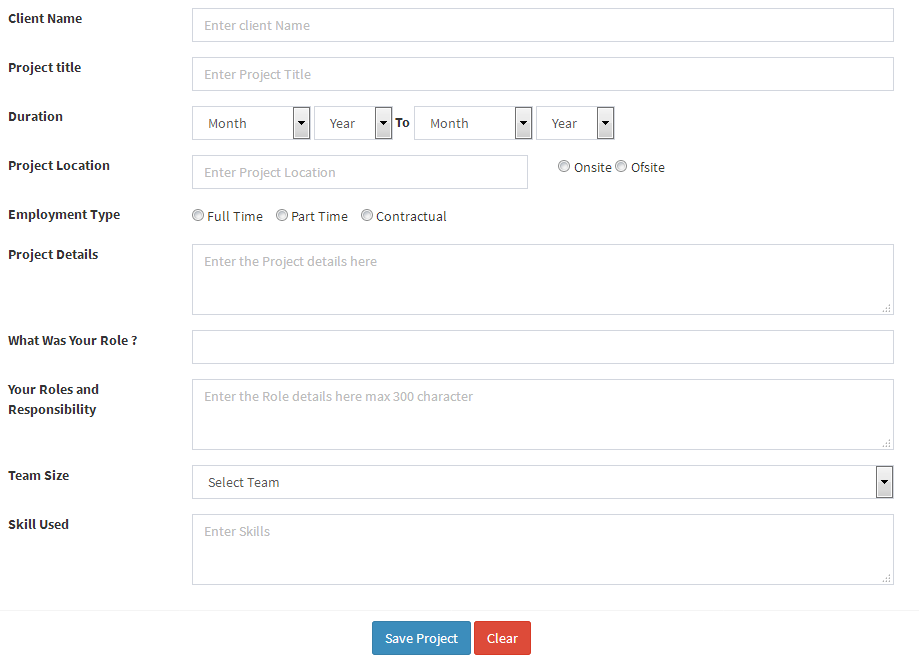 Client Name Enter client Name
Project title Enter Project Title
Duration Month Year To Month Year
Project Location Enter Project Location Onsite Ofsite
Employment Type Full Time Part Time Contractual
Project Details Enter the Project details here
What Was Your Role ?
Your Roles and Enter the Role details here max 300 character
Responsibility
Team Size Select Team
Skill Used Enter Skills
Save Project Clear